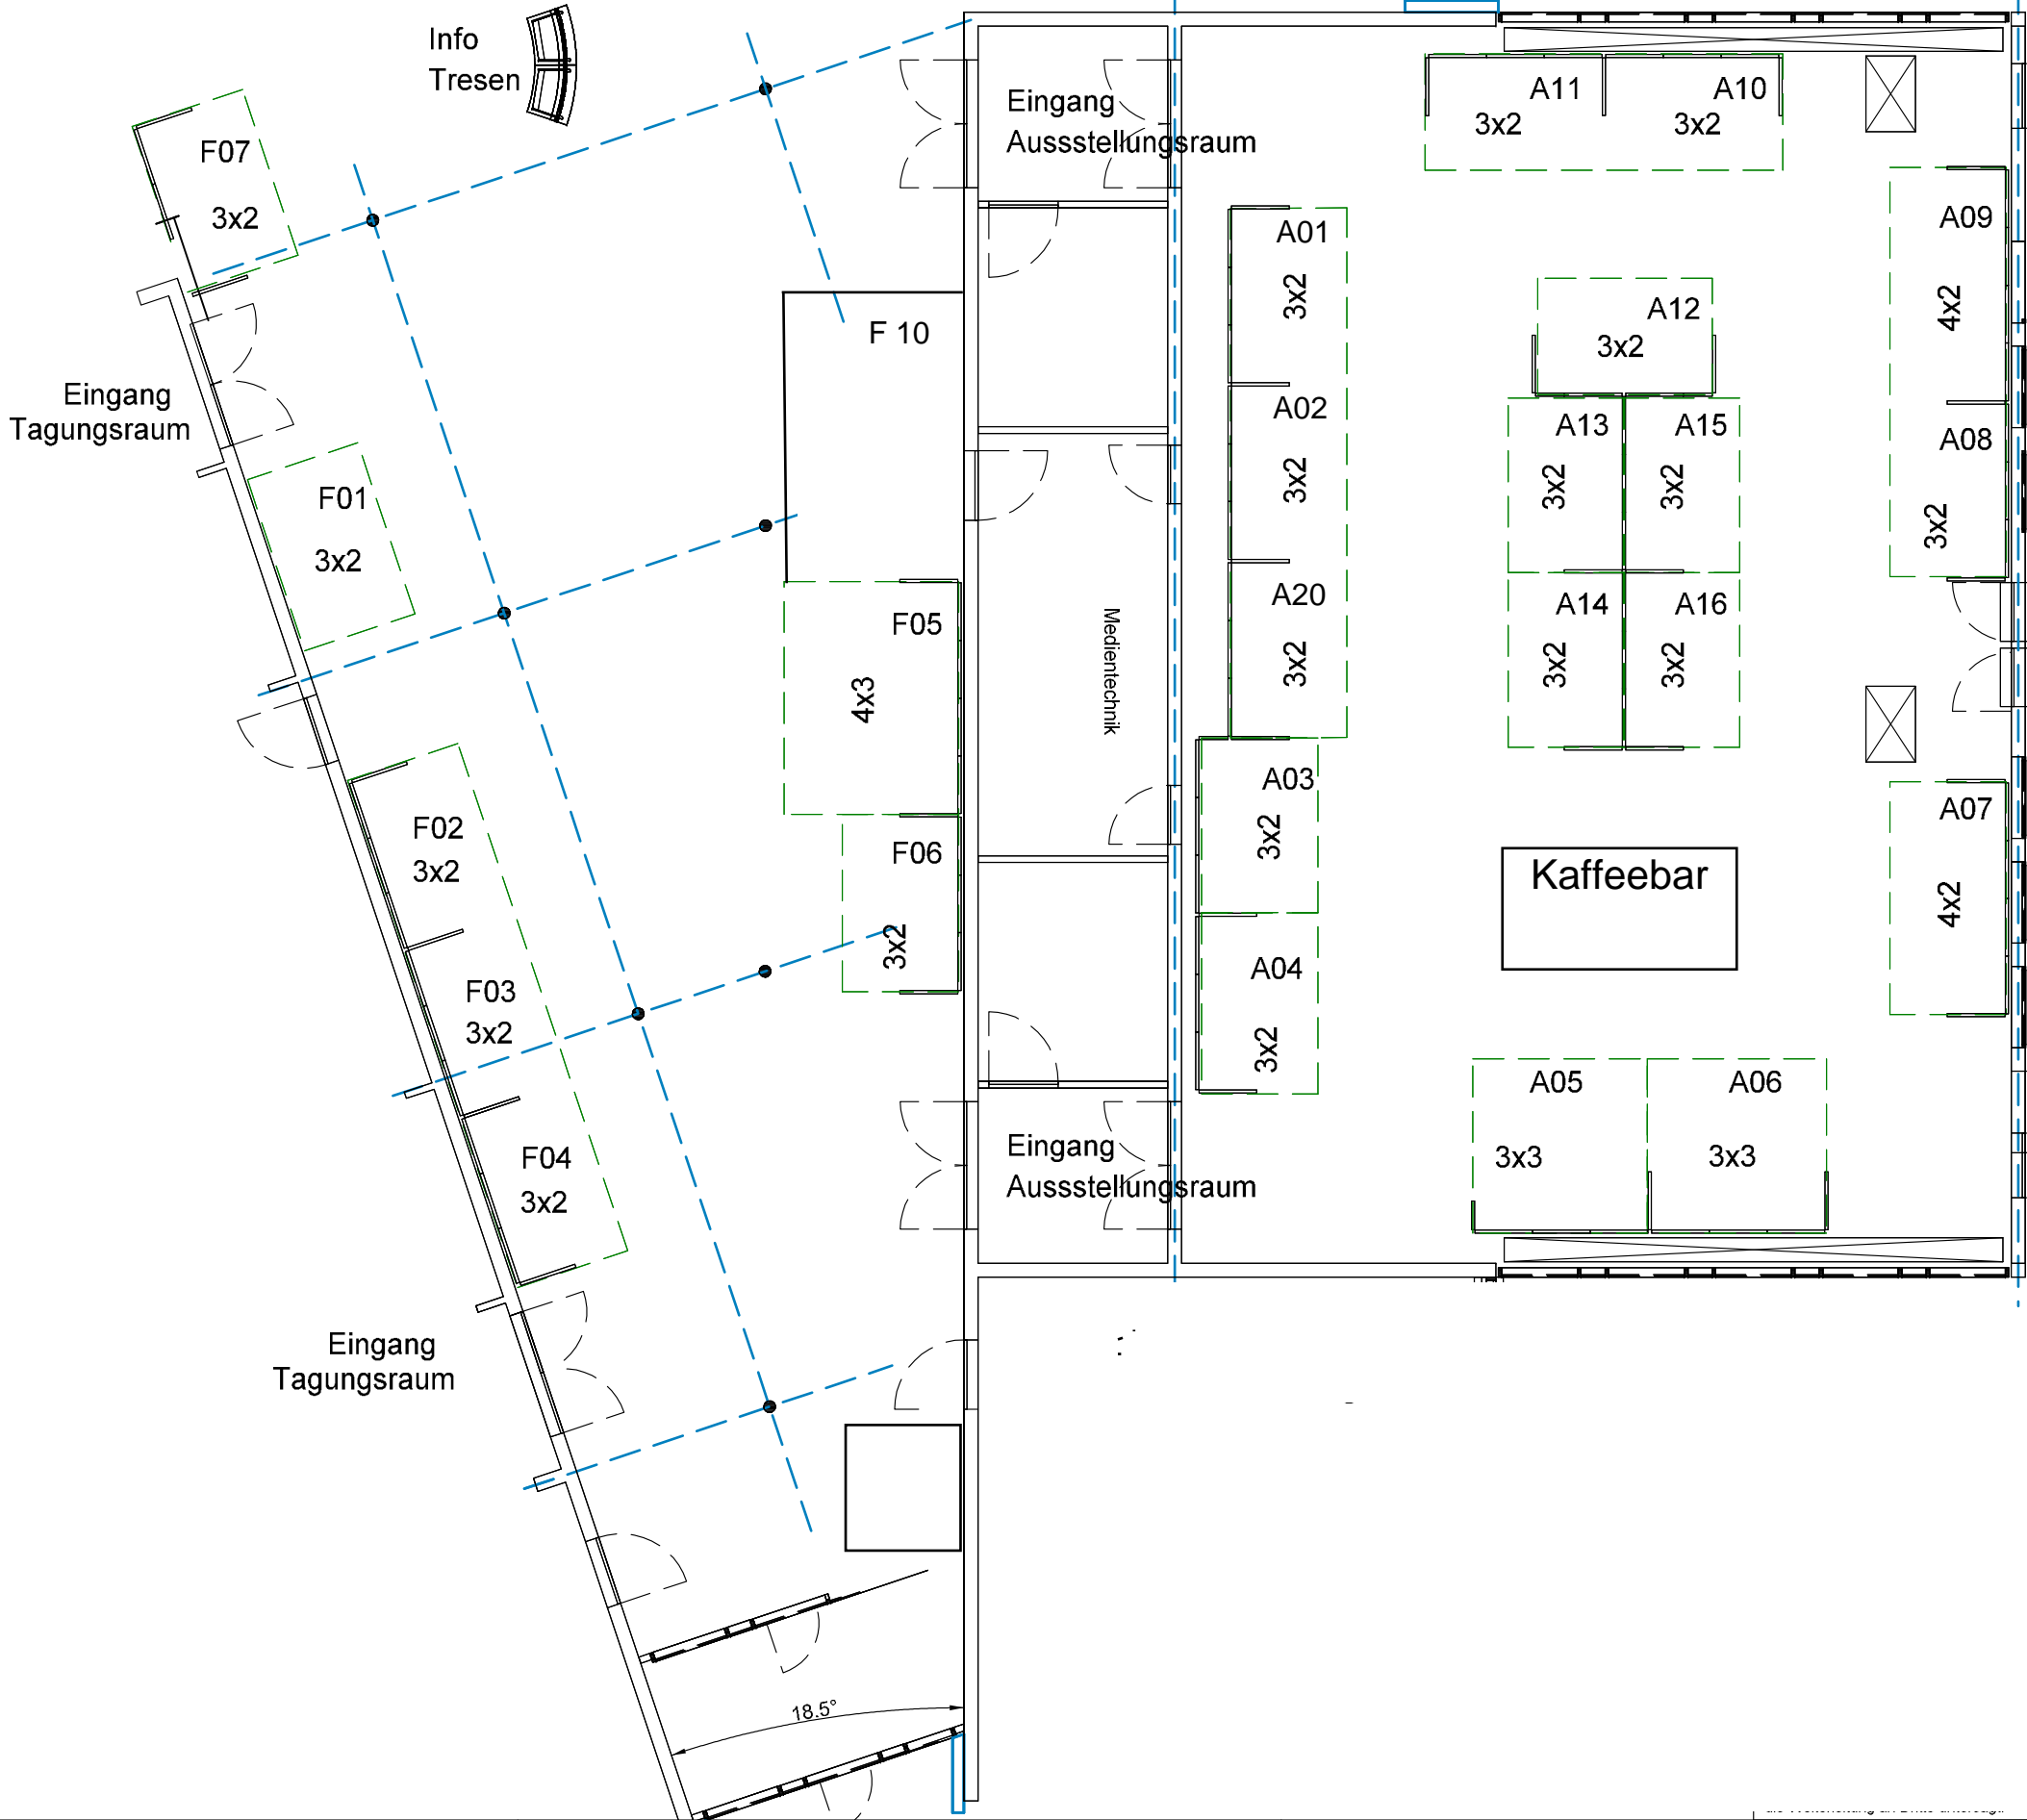 Info
Tresen
F07
3x2
Eingang
Tagungsraum
F01
3x2
F 10
F05
4x3
F06
3x2
F02
3x2
F03
3x2
F04
3x2
Eingang
Tagungsraum
18.5°
Eingang
Aussstellungsraum
Medientechnik
Eingang
Aussstellungsraum
A11
3x2
A10
3x2
A01
3x2
A02
3x2
A20
3x2
A03
3x2
A04
3x2
A12
3x2
A13
3x2
A15
3x2
A14
3x2
A16
3x2
A09
4x2
A08
3x2
A07
4x2
Kaffeebar
A05
3x3
A06
3x3